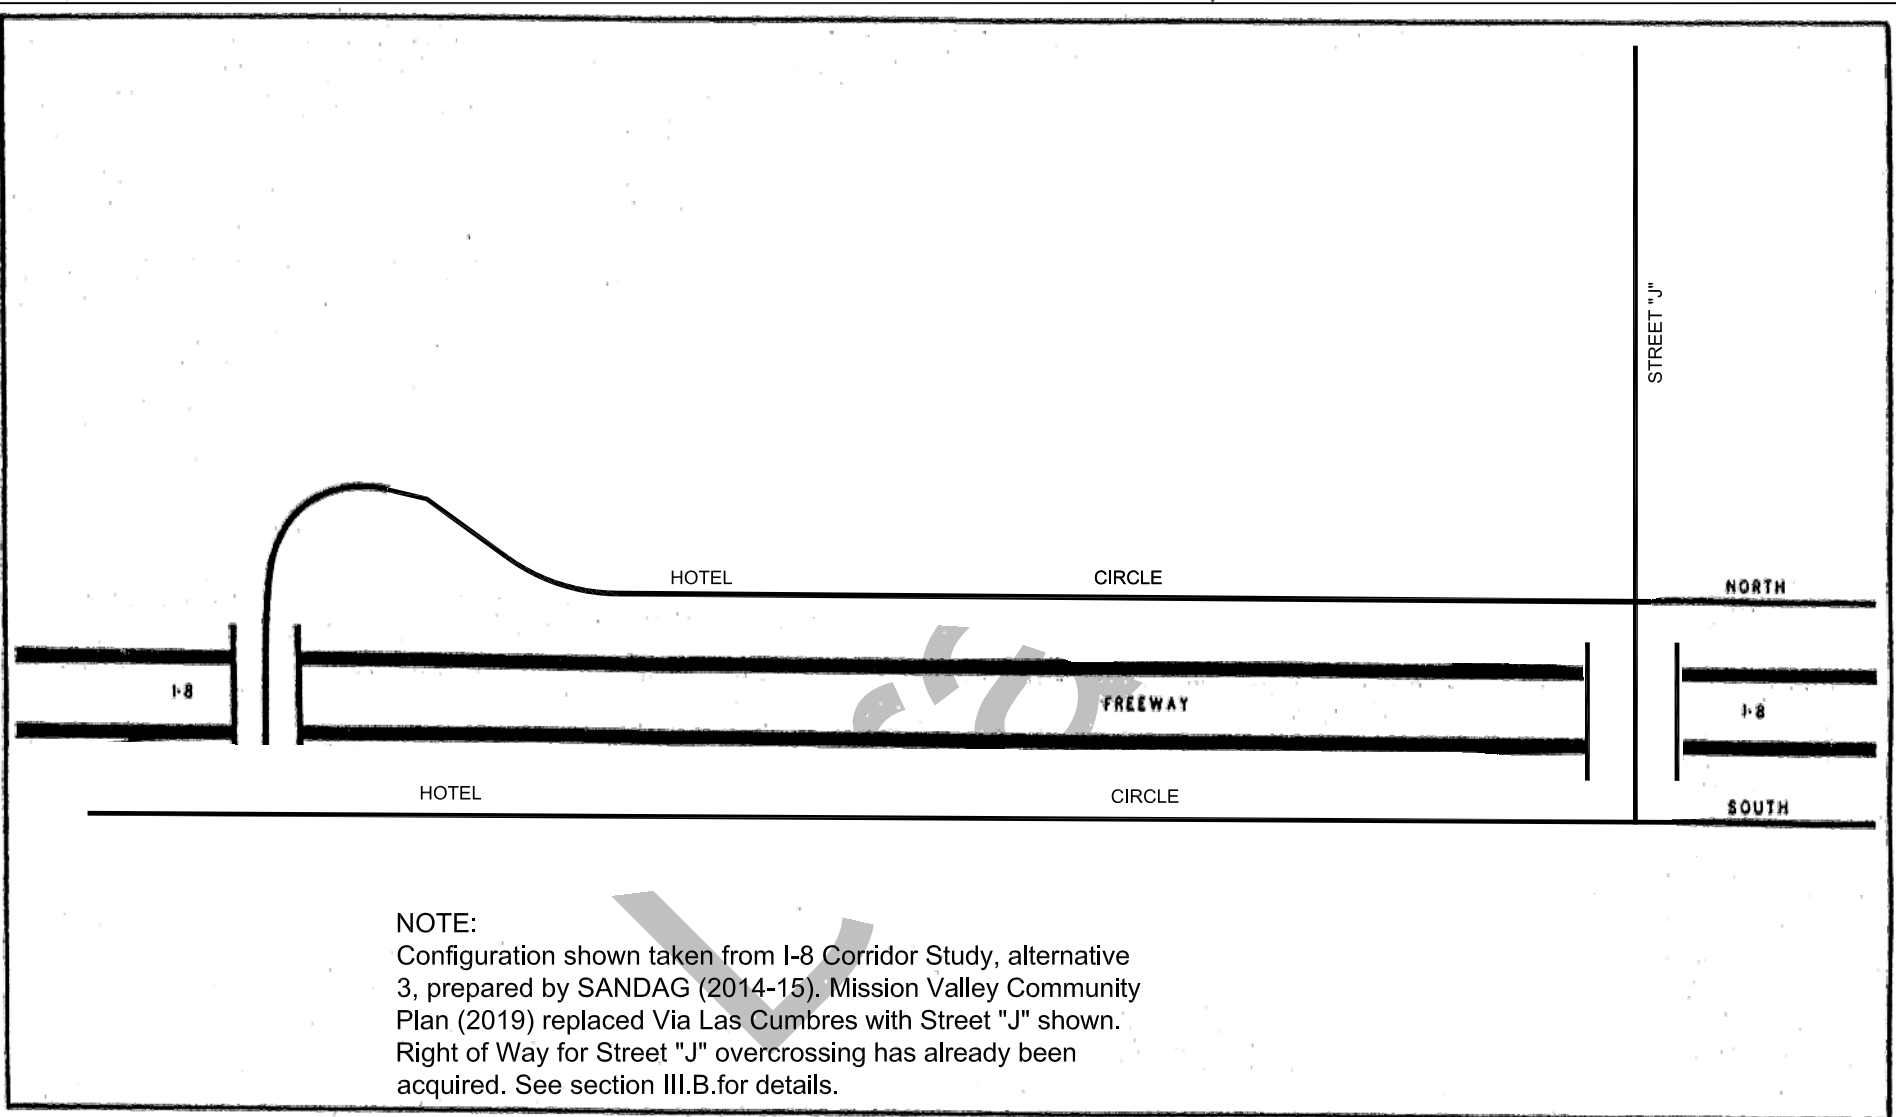 STREET "J"
HOTEL CIRCLE
NORTH
I-8 FREEWAY I-8
HOTEL CIRCLE
SOUTH
NOTE:
Configuration shown taken from I-8 Corridor Study, alternative
3, prepared by SANDAG (2014-15). Mission Valley Community
Plan (2019) replaced Via Las Cumbres with Street "J" shown.
Right of Way for Street "J" overcrossing has already been
acquired. See section III.B.for details.